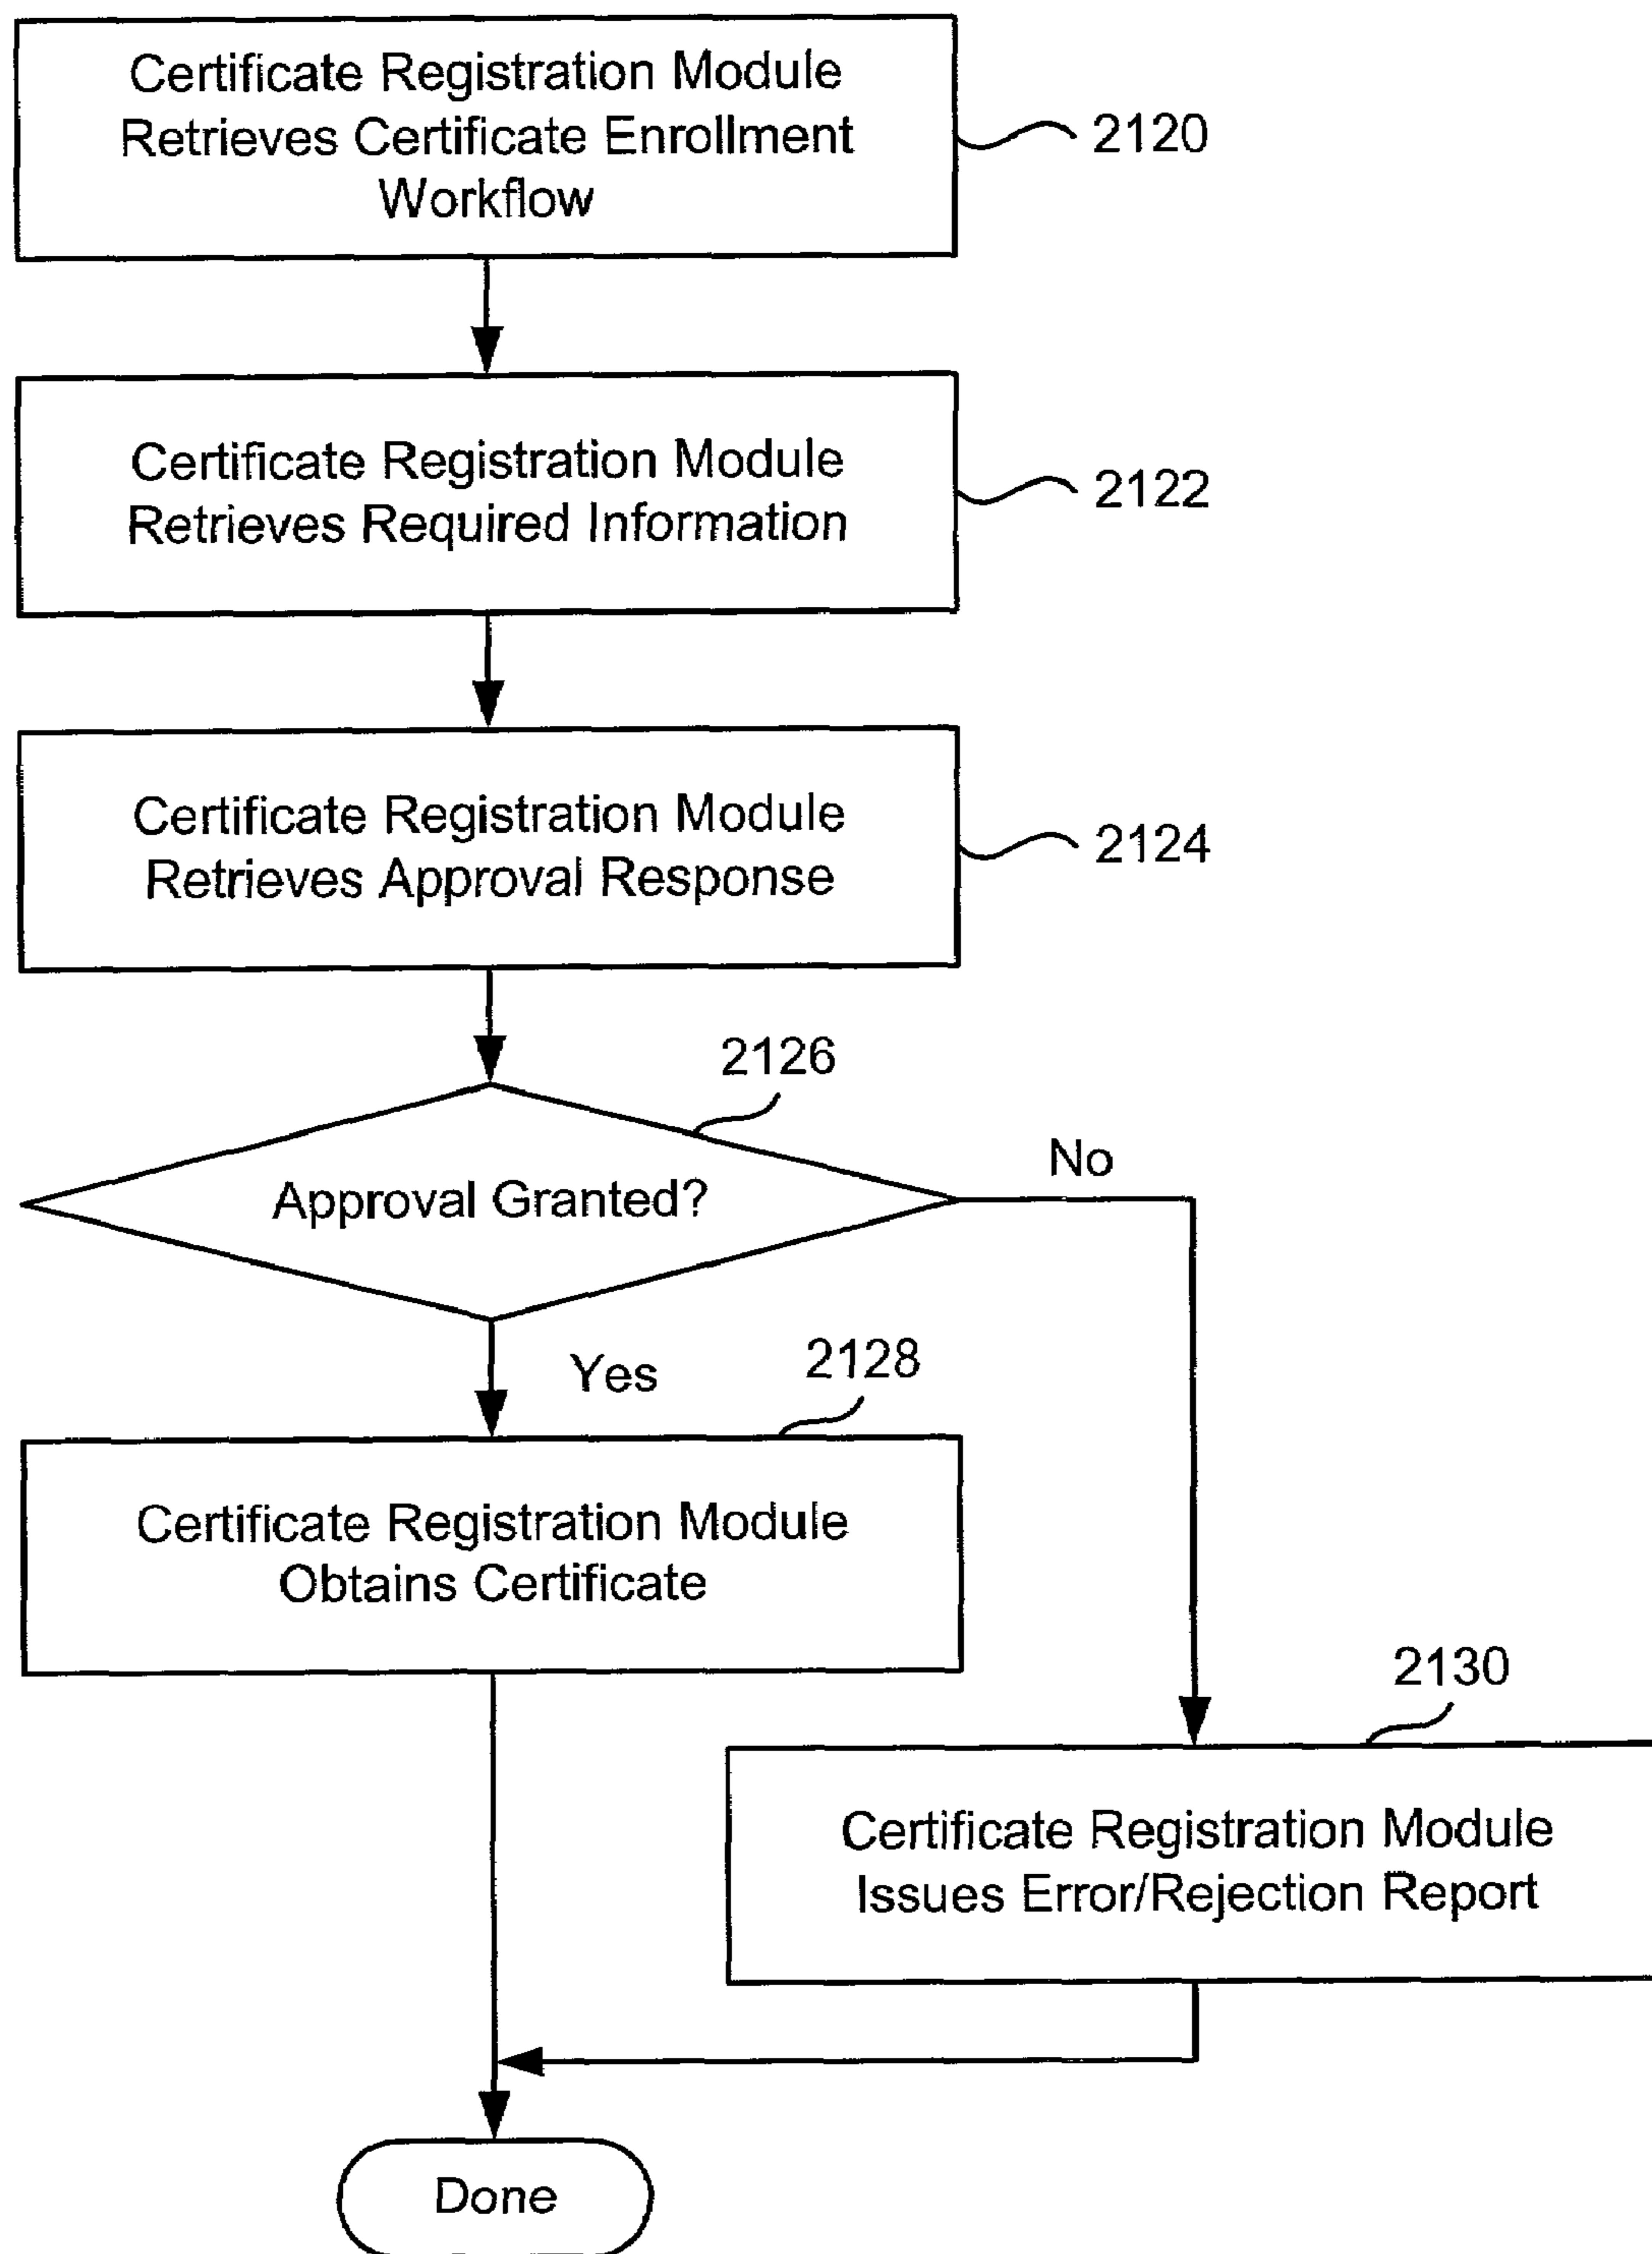 Certificate Registration Module
Retrieves Certificate Enrollment
Workflow
2120
Certificate Registration Module
Retrieves Required Information
2122
Certificate Registration Module
Retrieves Approval Response
2124
2126
Approval Granted?
No
Yes
2128
Certificate Registration Module
Obtains Certificate
2130
Certificate Registration Module
Issues Error/Rejection Report
Done